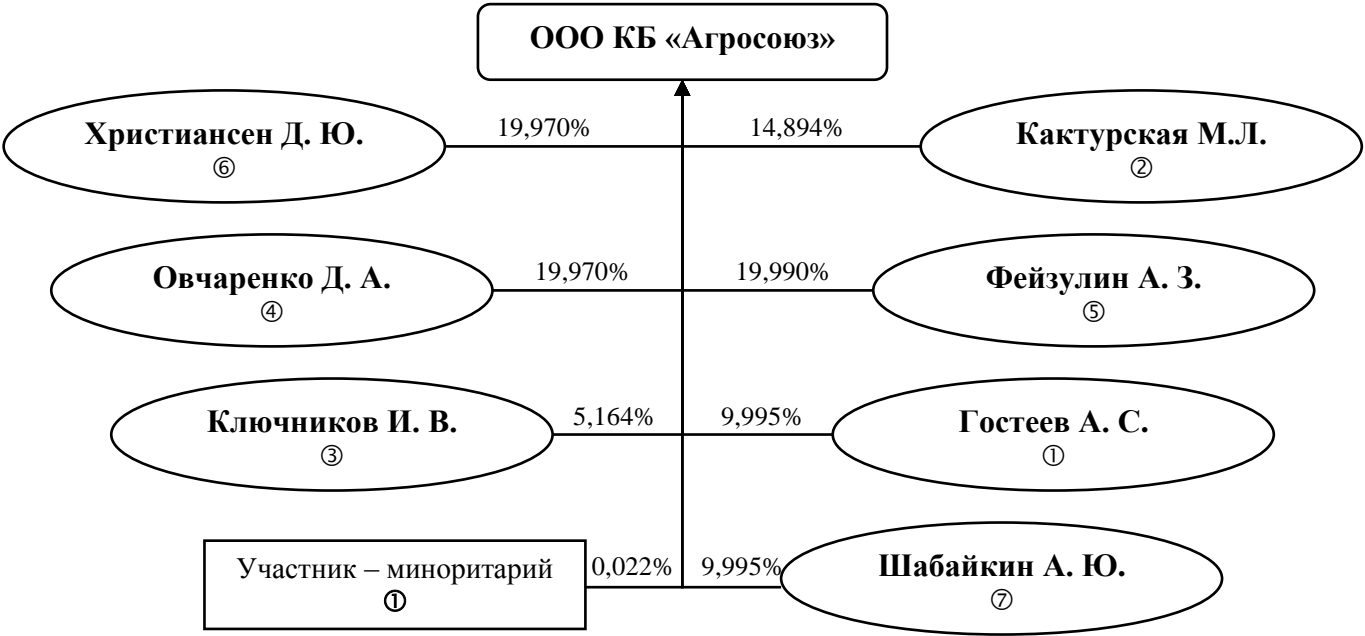 ООО КБ «Агросоюз»
Христиансен Д. Ю.
⑥
19,970%
14,894%
Кактурская М.Л.
②
Овчаренко Д. А.
④
19,970%
19,990%
Фейзулин А. З.
⑤
Ключников И. В.
③
5,164%
9,995%
Гостеев А. С.
①
Участник – миноритарий
①
0,022%
9,995%
Шабайкин А. Ю.
⑦